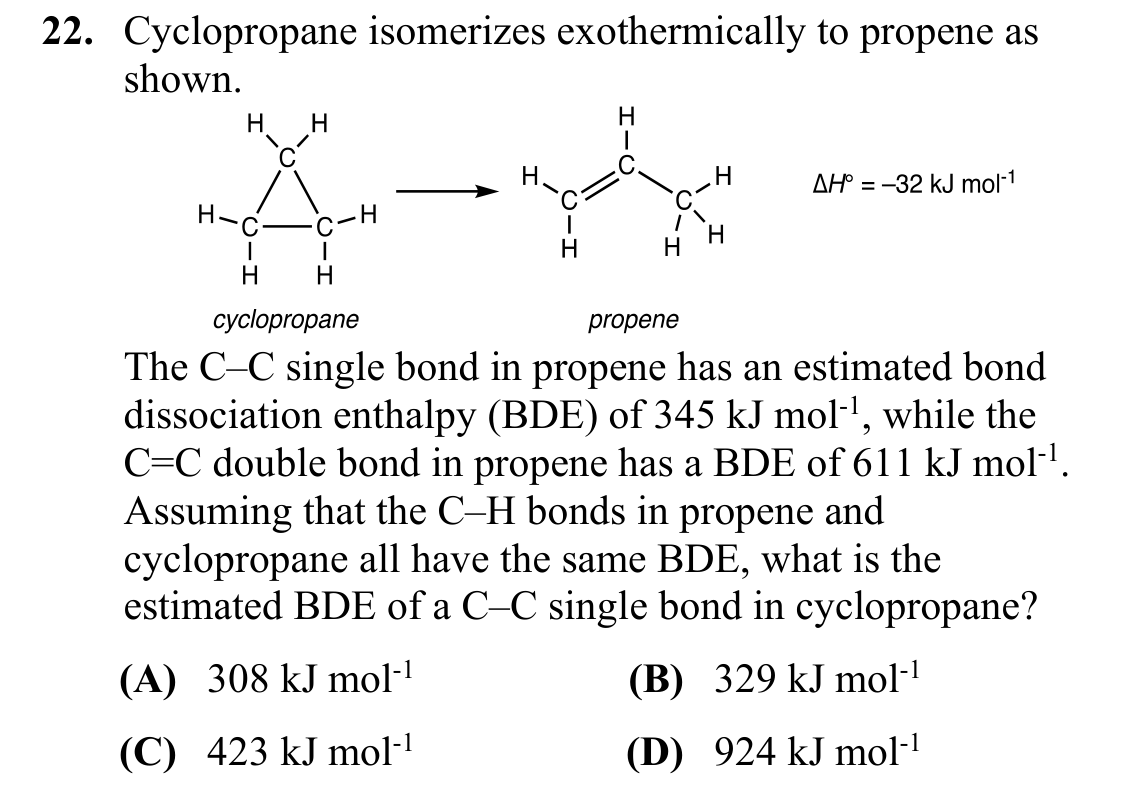 22. Cyclopropane isomerizes exothermically to propene as
shown.
H H
C
H C C H
H H
cyclopropane
H
C
H C C H
H H H
propene
ΔH° = –32 kJ mol⁻¹
The C–C single bond in propene has an estimated bond
dissociation enthalpy (BDE) of 345 kJ mol⁻¹, while the
C=C double bond in propene has a BDE of 611 kJ mol⁻¹.
Assuming that the C–H bonds in propene and
cyclopropane all have the same BDE, what is the
estimated BDE of a C–C single bond in cyclopropane?
(A) 308 kJ mol⁻¹ (B) 329 kJ mol⁻¹
(C) 423 kJ mol⁻¹ (D) 924 kJ mol⁻¹